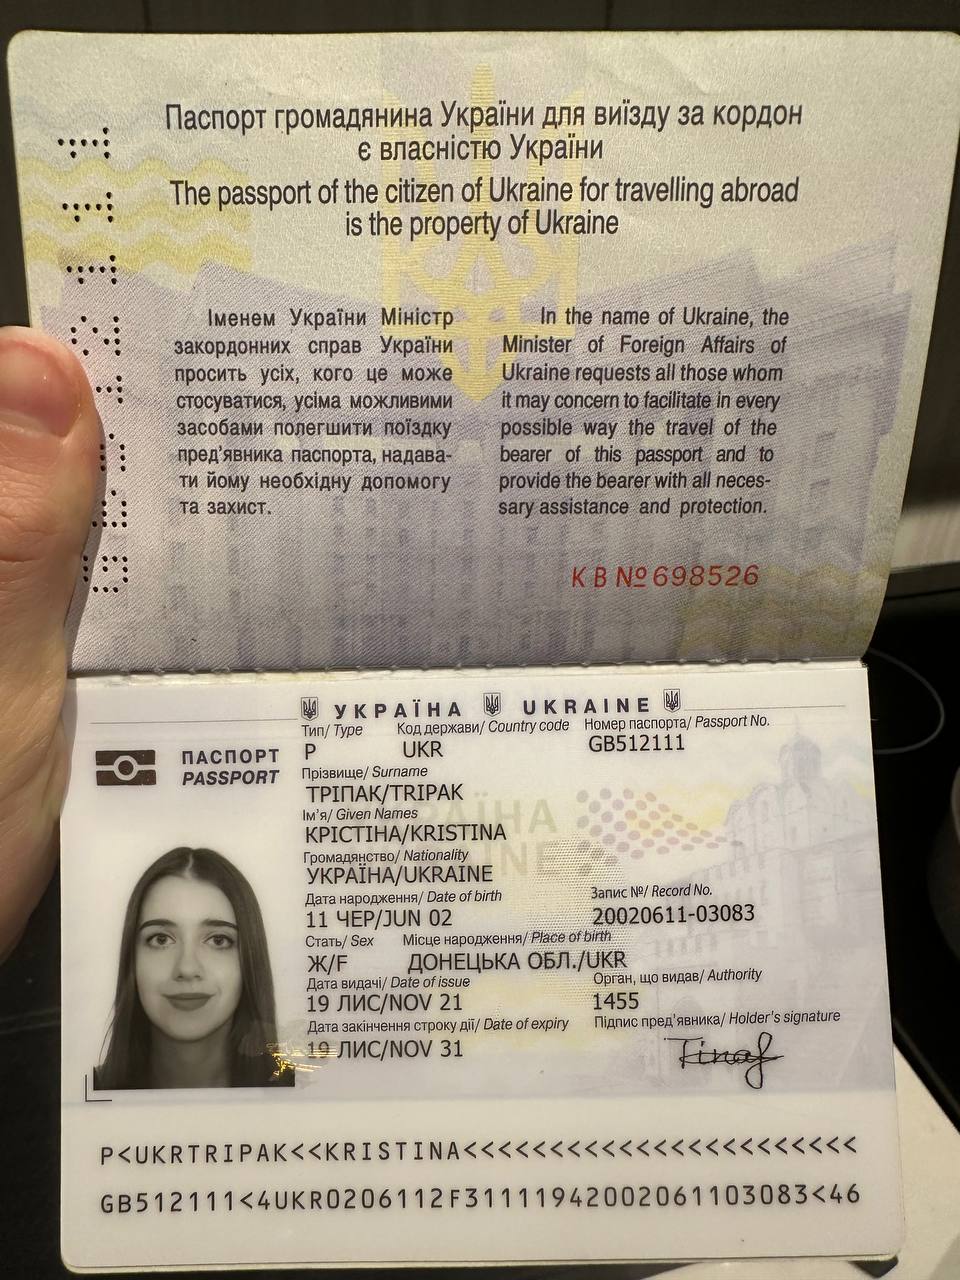 Паспорт громадянина України для виїзду за кордон
є власністю України
The passport of the citizen of Ukraine for travelling abroad
is the property of Ukraine
Іменем України Міністр
закордонних справ України
просить усіх, кого це може
стосуватися, усіма можливими
засобами полегшити поїздку
пред'явника паспорта, надава-
ти йому необхідну допомогу
та захист.
In the name of Ukraine, the
Minister of Foreign Affairs of
Ukraine requests all those whom
it may concern to facilitate in every
possible way the travel of the
bearer of this passport and to
provide the bearer with all neces-
sary assistance and protection.
КВ №698526
GB512111
УКРАЇНА UKRAINE
ПАСПОРТ
PASSPORT
Тип/ Type Код держави/ Country code Номер паспорта/ Passport No.
P UKR GB512111
Прізвище/ Surname
ТРІПАК/TRIPAK
Ім'я/ Given Names
КРІСТІНА/KRISTINA
Громадянство/ Nationality
УКРАЇНА/UKRAINE
Дата народження/ Date of birth Запис №/ Record No.
11 ЧЕР/JUN 02 20020611-03083
Стать/ Sex Місце народження/ Place of birth
Ж/F ДОНЕЦЬКА ОБЛ./UKR
Дата видачі/ Date of issue Орган, що видав/ Authority
19 ЛИС/NOV 21 1455
Дата закінчення строку дії/ Date of expiry Підпис пред'явника/ Holder's signature
19 ЛИС/NOV 31
P<UKRTRIPAK<<KRISTINA<<<<<<<<<<<<<<<<<<<<<<<
GB512111<4UKR0206112F31111942002061103083<46